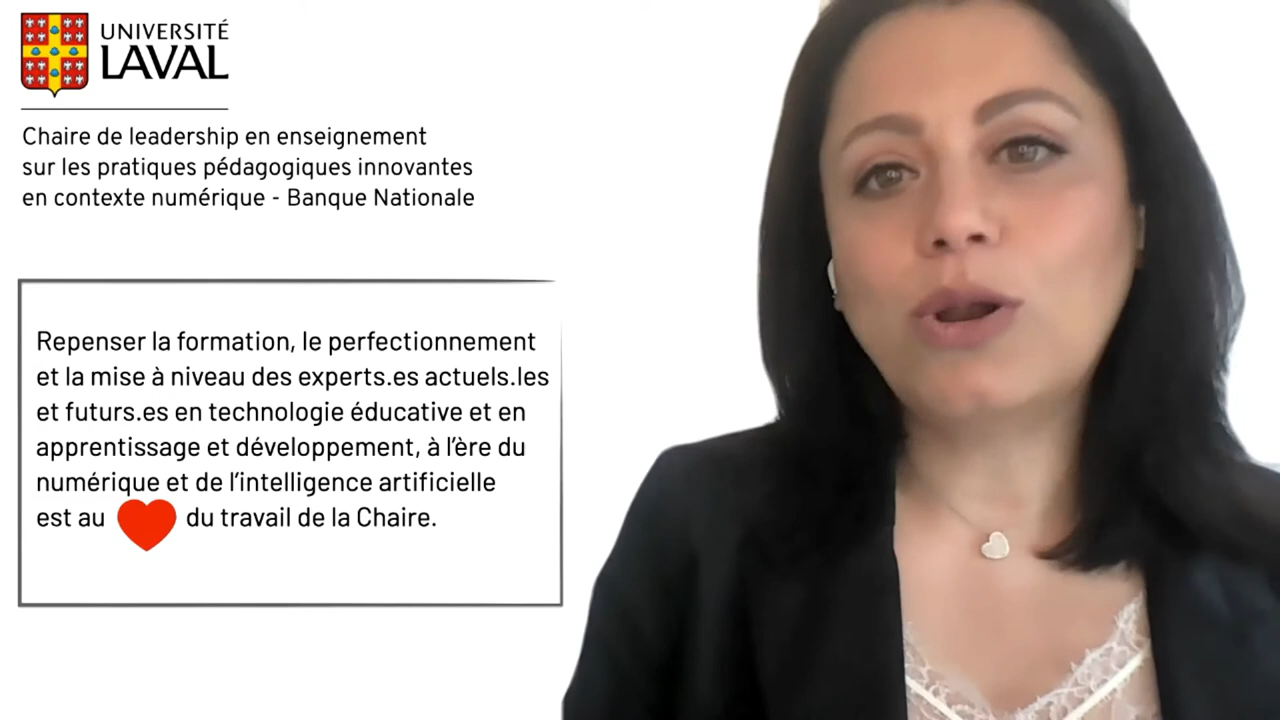 UNIVERSITÉ
LAVAL
Chaire de leadership en enseignement
sur les pratiques pédagogiques innovantes
en contexte numérique - Banque Nationale
Repenser la formation, le perfectionnement
et la mise à niveau des experts.es actuels.les
et futurs.es en technologie éducative et en
apprentissage et développement, à l’ère du
numérique et de l’intelligence artificielle
est au du travail de la Chaire.